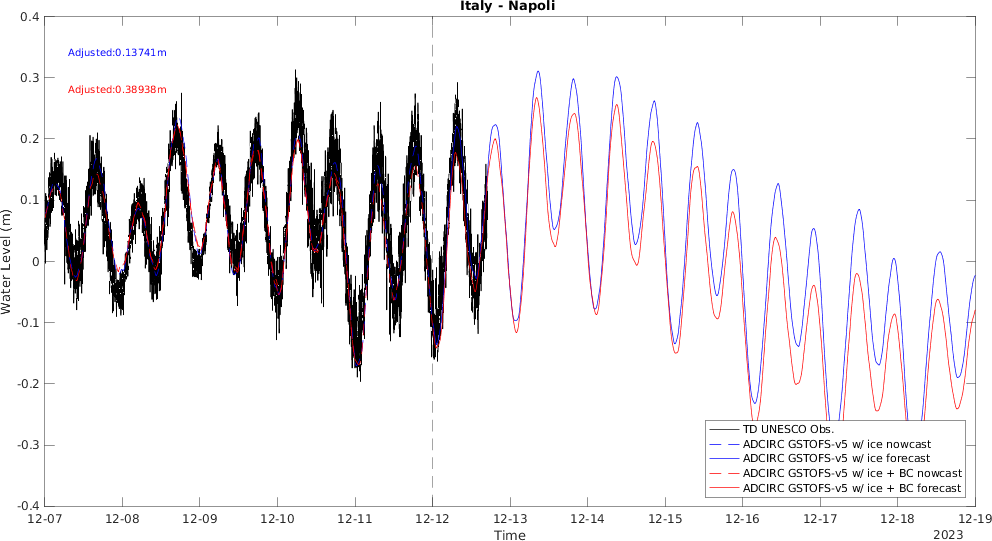 Italy - Napoli
Adjusted:0.13741m
Adjusted:0.38938m
0.4
0.3
0.2
0.1
0
-0.1
-0.2
-0.3
-0.4
Water Level (m)
TD UNESCO Obs.
ADCIRC GSTOFS-v5 w/ ice nowcast
ADCIRC GSTOFS-v5 w/ ice forecast
ADCIRC GSTOFS-v5 w/ ice + BC nowcast
ADCIRC GSTOFS-v5 w/ ice + BC forecast
12-07 12-08 12-09 12-10 12-11 12-12 12-13 12-14 12-15 12-16 12-17 12-18 12-19
Time
2023